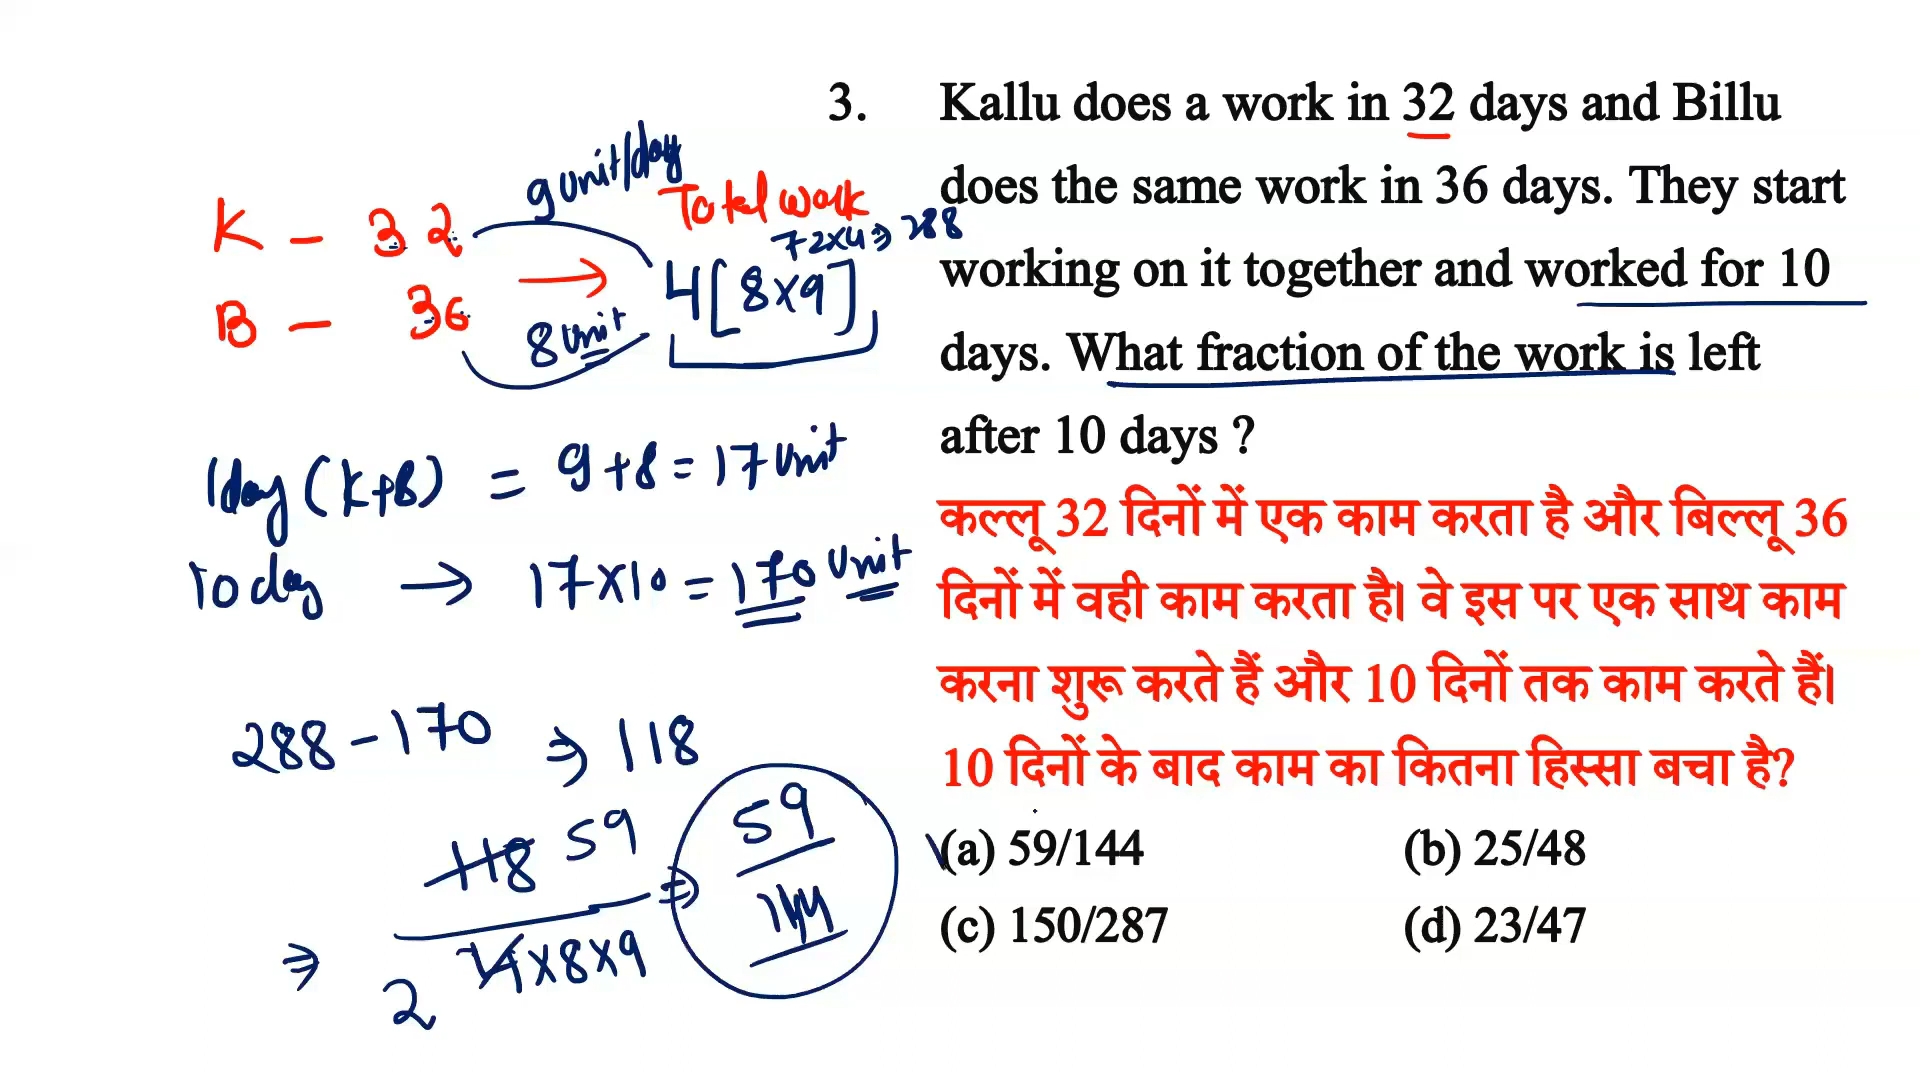 3. Kallu does a work in 32 days and Billu
does the same work in 36 days. They start
working on it together and worked for 10
days. What fraction of the work is left
after 10 days ?
कल्लू 32 दिनों में एक काम करता है और बिल्लू 36
दिनों में वही काम करता है। वे इस पर एक साथ काम
करना शुरू करते हैं और 10 दिनों तक काम करते हैं।
10 दिनों के बाद काम का कितना हिस्सा बचा है?
(a) 59/144 (b) 25/48
(c) 150/287 (d) 23/47
9 unit/day
Total work
K - 32
72×4 ⇒ 288
4[8×9]
B - 36
8 unit
1day (K+B) = 9+8 = 17 unit
10 day → 17×10 = 170 unit
288-170 ⇒ 118
⇒ 118 59
2 4×8×9
⇒ 59
144